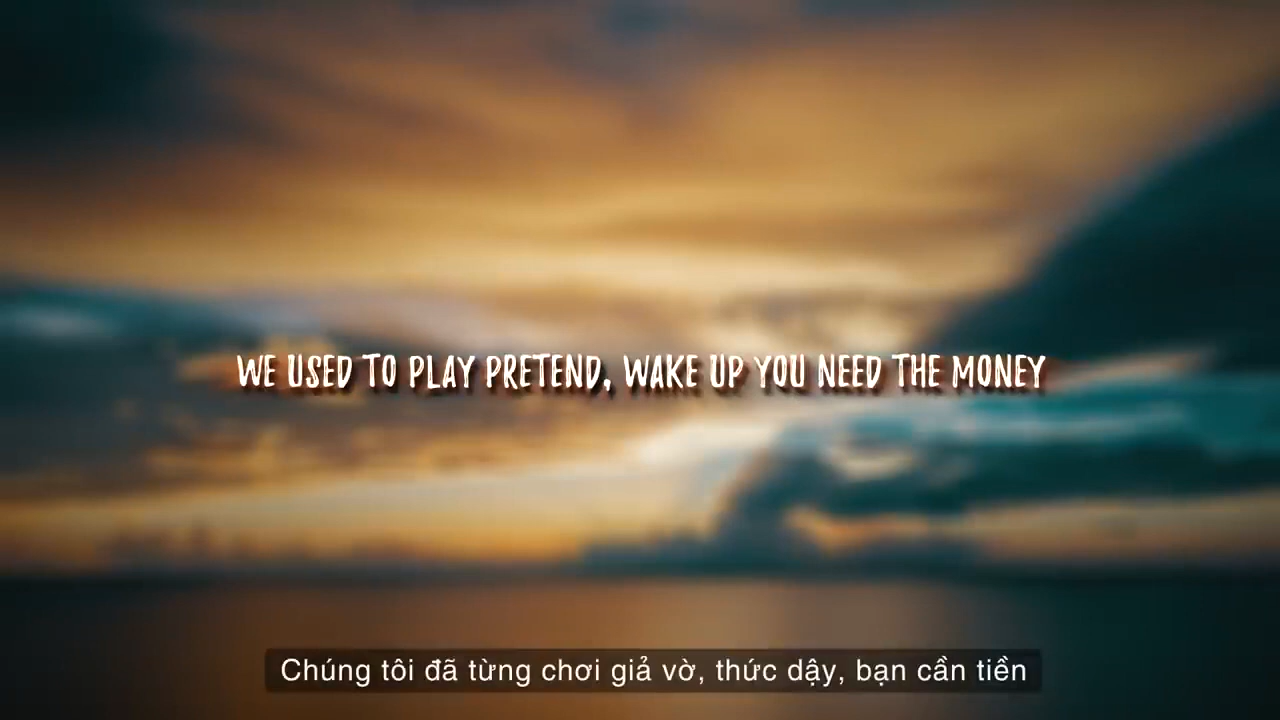 WE USED TO PLAY PRETEND, WAKE UP YOU NEED THE MONEY
Chúng tôi đã từng chơi giả vờ, thức dậy, bạn cần tiền